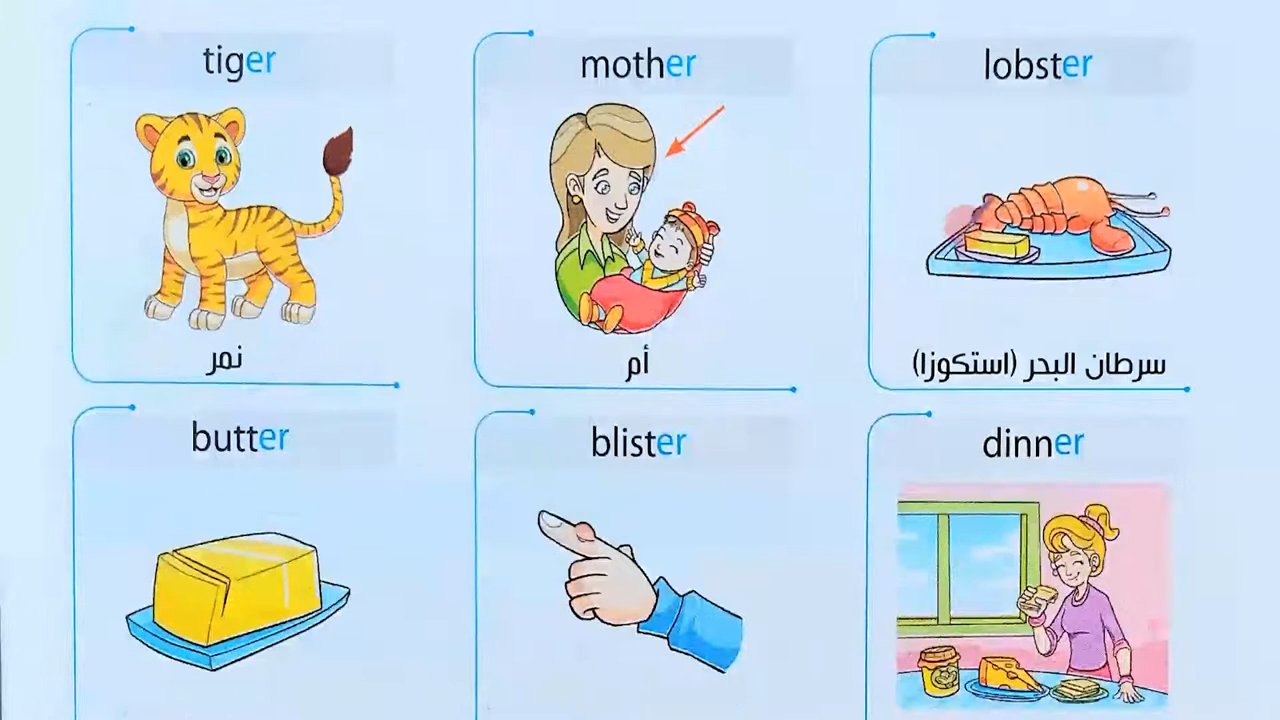 tiger
mother
lobster
نمر
أم
سرطان البحر (استكوزا)
butter
blister
dinner